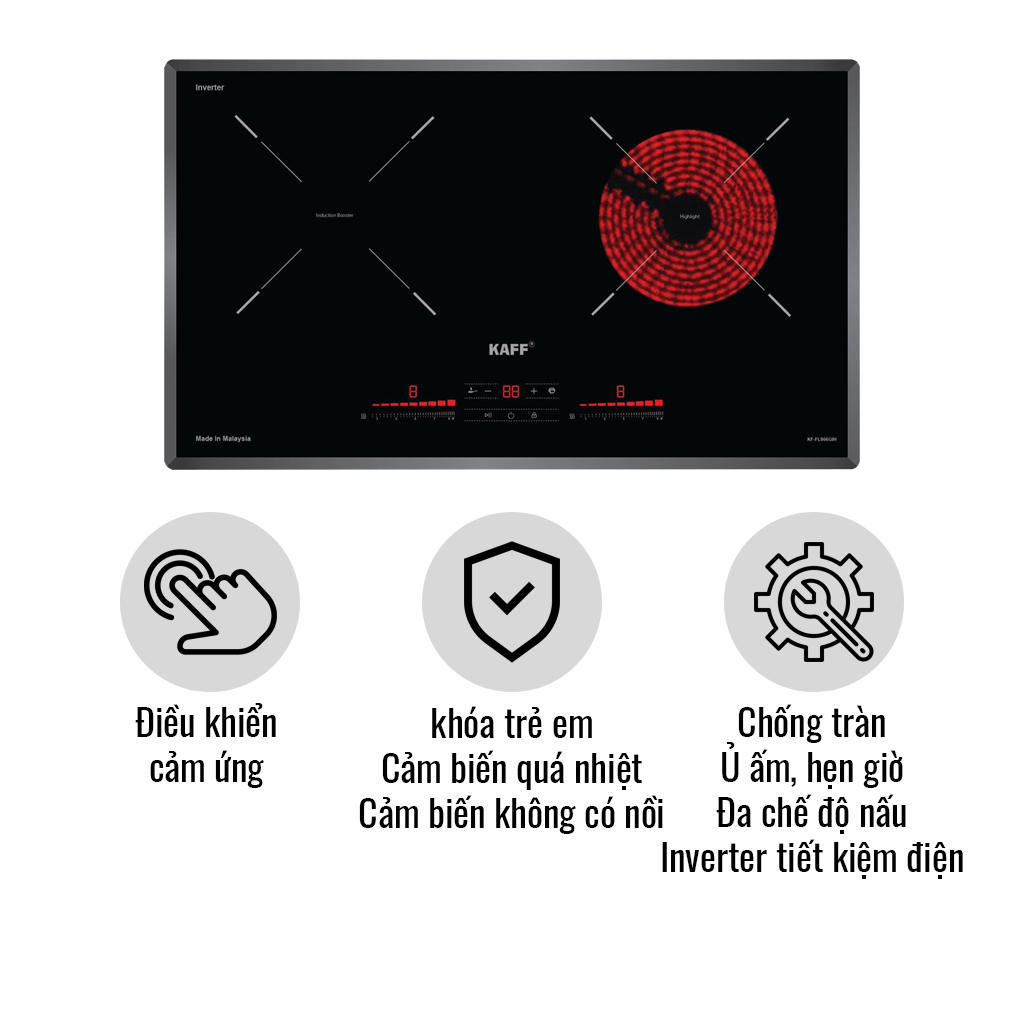 Inverter
Induction Booster
Highlight
KAFF®
8
88
8
Made In Malaysia
KF-FL866GIH
Điều khiển
cảm ứng
khóa trẻ em
Cảm biến quá nhiệt
Cảm biến không có nồi
Chống tràn
Ủ ấm, hẹn giờ
Đa chế độ nấu
Inverter tiết kiệm điện